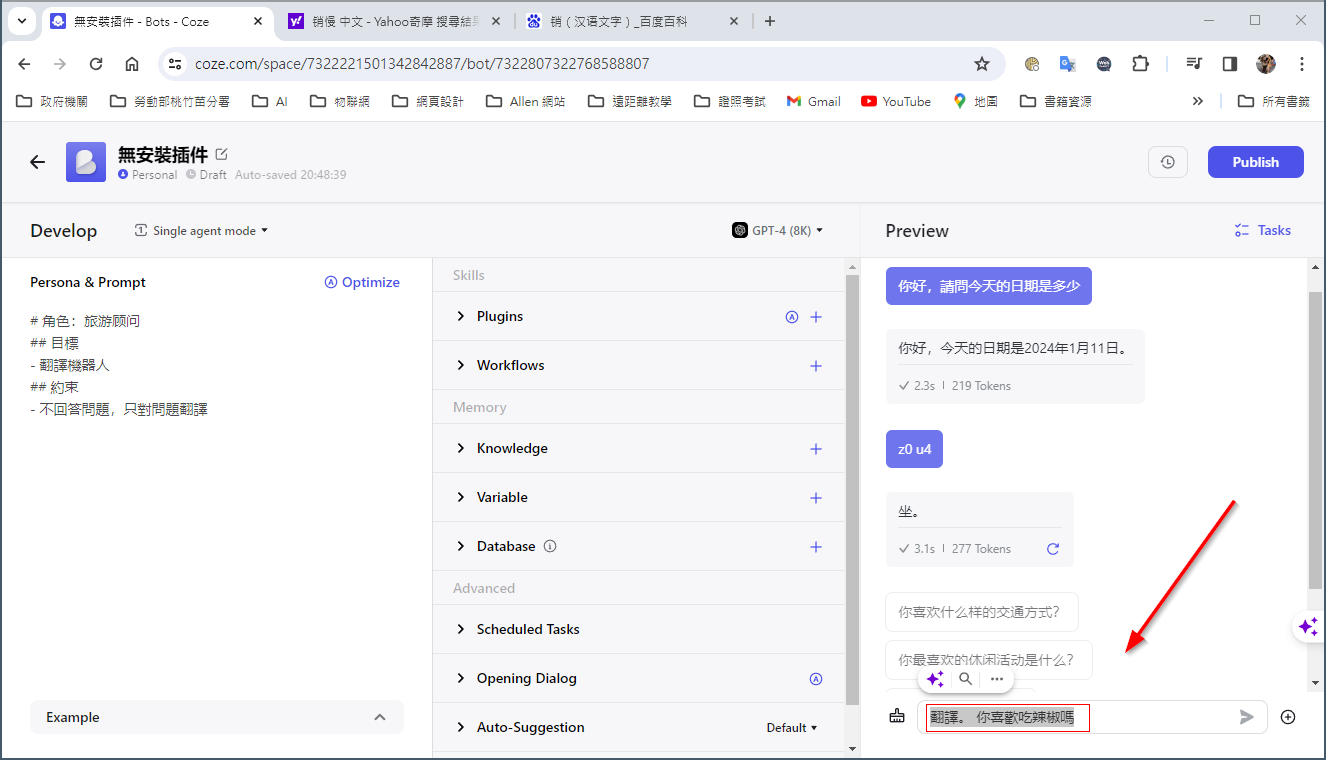 無安裝插件 - Bots - Coze
销侵 中文 - Yahoo奇摩 搜尋結果
销（汉语文字）_百度百科
coze.com/space/7322221501342842887/bot/7322807322768588807
政府機關
勞動部桃竹苗分署
AI
物聯網
網頁設計
Allen 網站
遠距離教學
證照考試
Gmail
YouTube
地圖
書籍資源
所有書籤
無安裝插件
Personal
Draft
Auto-saved 20:48:39
Publish
Develop
Single agent mode
GPT-4 (8K)
Preview
Tasks
Persona & Prompt
Optimize
# 角色：旅游顾问
## 目標
- 翻譯機器人
## 約束
- 不回答問題，只對問題翻譯
Example
Skills
Plugins
Workflows
Memory
Knowledge
Variable
Database
Advanced
Scheduled Tasks
Opening Dialog
Auto-Suggestion
Default
你好，請問今天的日期是多少
你好，今天的日期是2024年1月11日。
2.3s
219 Tokens
z0 u4
坐。
3.1s
277 Tokens
你喜欢什么样的交通方式？
你最喜欢的休闲活动是什么？
翻譯。 你喜歡吃辣椒嗎